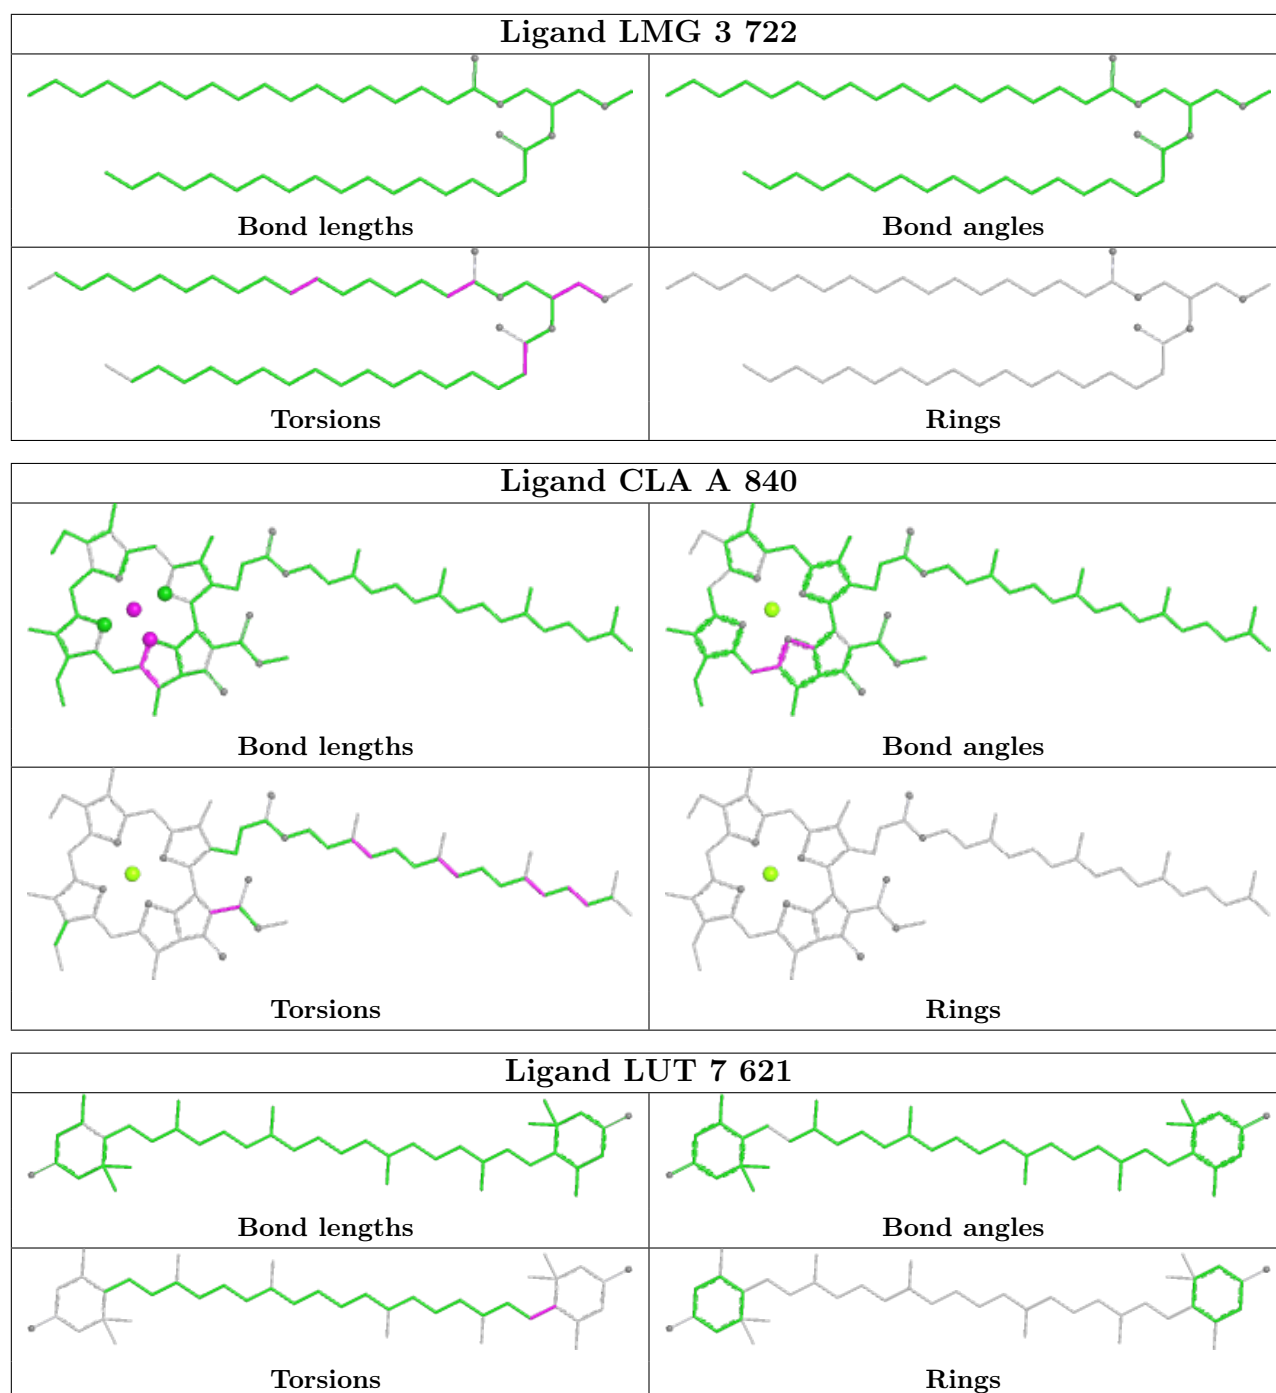 Ligand LMG 3 722
Bond lengths
Bond angles
Torsions
Rings
Ligand CLA A 840
Bond lengths
Bond angles
Torsions
Rings
Ligand LUT 7 621
Bond lengths
Bond angles
Torsions
Rings